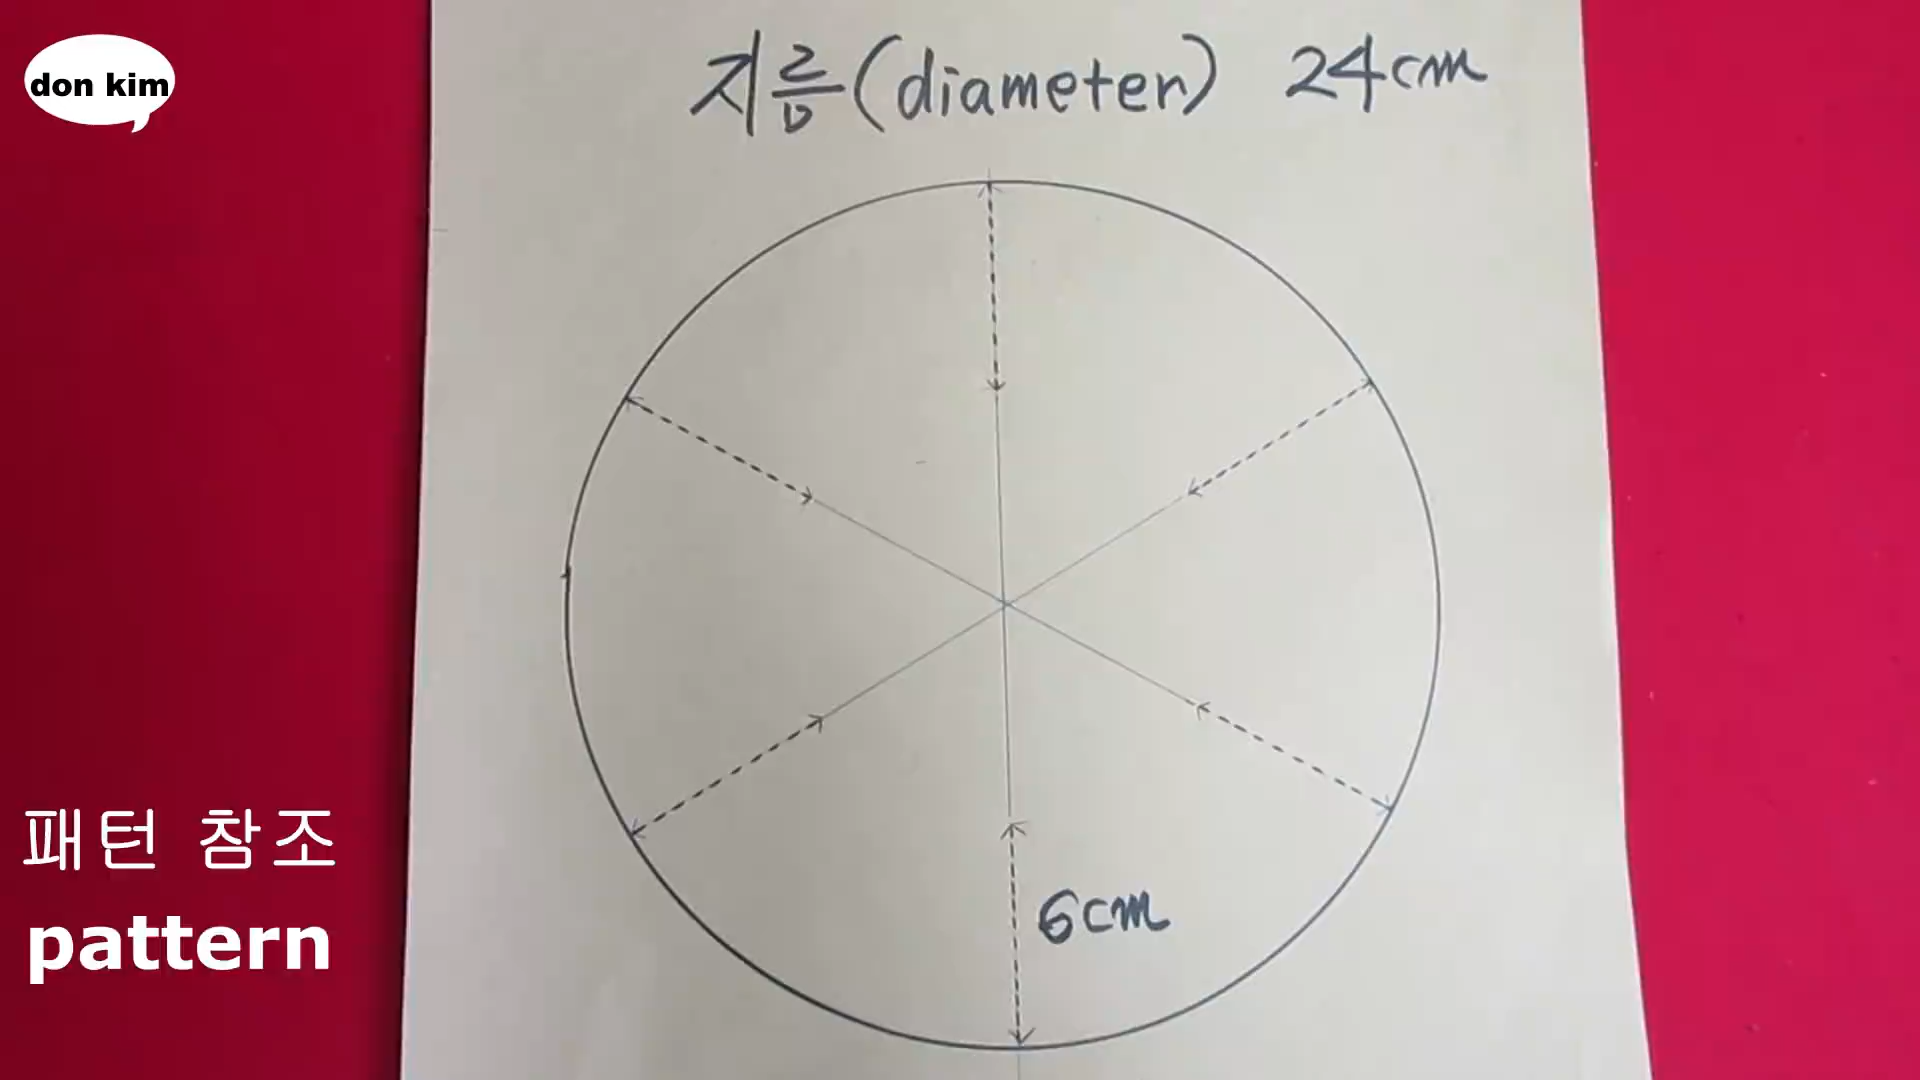 don kim
지름(diameter) 24cm
6cm
패턴 참조
pattern